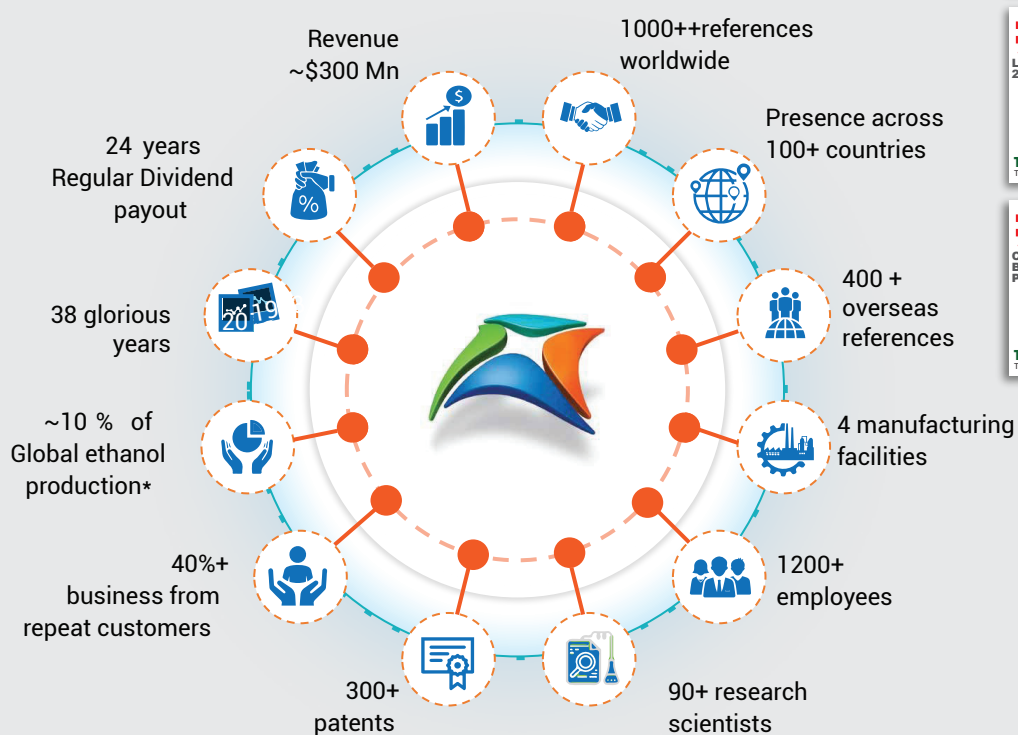 Revenue
~$300 Mn
1000++references
worldwide
Presence across
100+ countries
400 +
overseas
references
4 manufacturing
facilities
1200+
employees
90+ research
scientists
300+
patents
40%+
business from
repeat customers
~10 % of
Global ethanol
production*
38 glorious
years
2019
24 years
Regular Dividend
payout
$
%